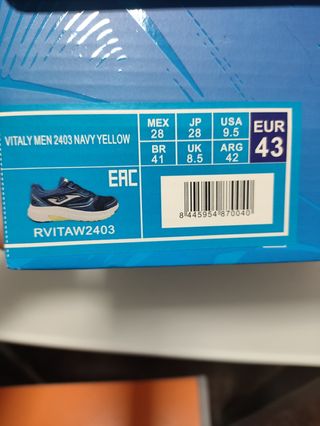 VITALY MEN 2403 NAVY YELLOW
MEX 28 JP 28 USA 9.5 EUR 43
BR 41 UK 8.5 ARG 42
EAC
RVITAW2403
8 445954 870040